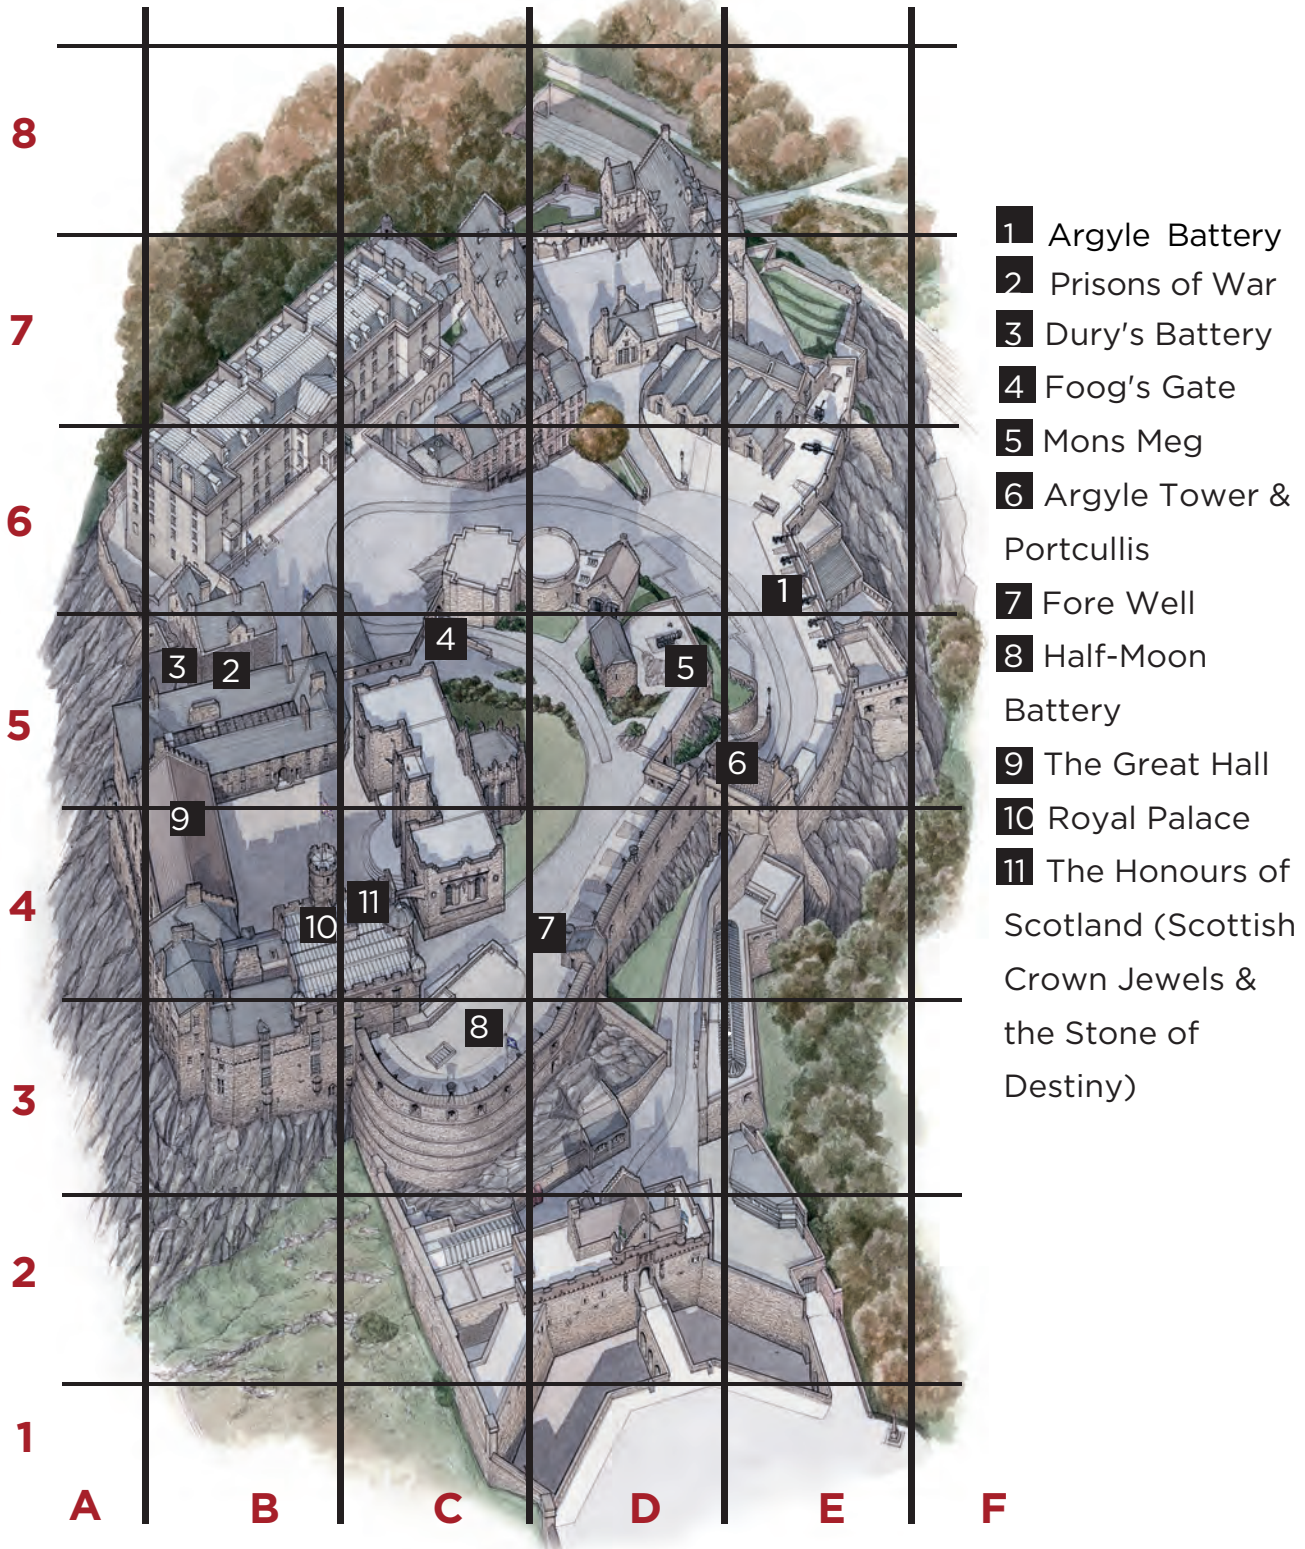 8
7
6
5
4
3
2
1
A B C D E F
1
3 2
4
5
6
9
10
11
7
8
1 Argyle Battery
2 Prisons of War
3 Dury's Battery
4 Foog's Gate
5 Mons Meg
6 Argyle Tower &
Portcullis
7 Fore Well
8 Half-Moon
Battery
9 The Great Hall
10 Royal Palace
11 The Honours of
Scotland (Scottish
Crown Jewels &
the Stone of
Destiny)